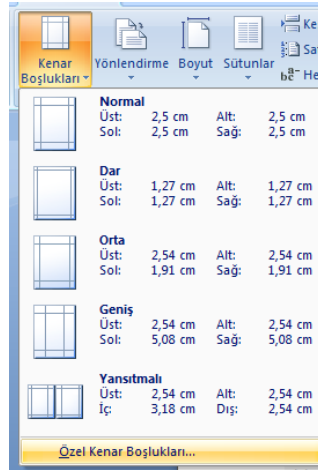 Kenar Boşlukları
Yönlendirme
Boyut
Sütunlar
Normal
Üst: 2,5 cm Alt: 2,5 cm
Sol: 2,5 cm Sağ: 2,5 cm
Dar
Üst: 1,27 cm Alt: 1,27 cm
Sol: 1,27 cm Sağ: 1,27 cm
Orta
Üst: 2,54 cm Alt: 2,54 cm
Sol: 1,91 cm Sağ: 1,91 cm
Geniş
Üst: 2,54 cm Alt: 2,54 cm
Sol: 5,08 cm Sağ: 5,08 cm
Yansıtmalı
Üst: 2,54 cm Alt: 2,54 cm
İç: 3,18 cm Dış: 2,54 cm
Özel Kenar Boşlukları...